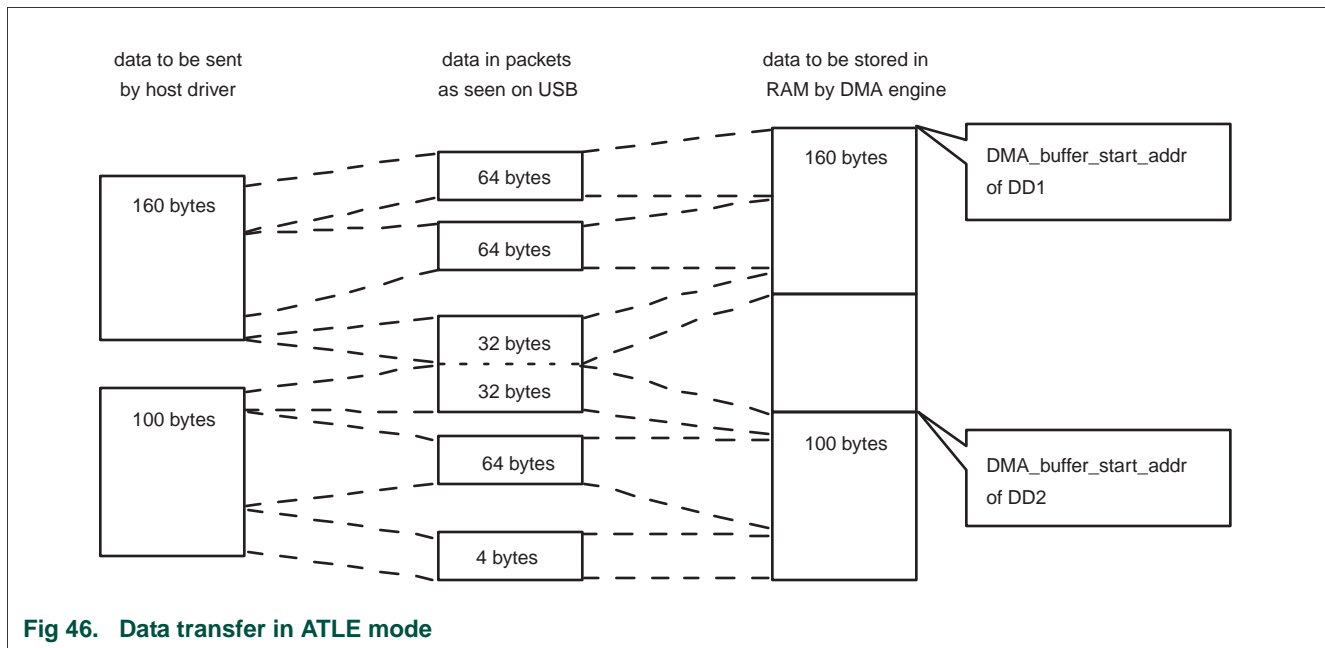 data to be sent
by host driver
data in packets
as seen on USB
data to be stored in
RAM by DMA engine
160 bytes
100 bytes
64 bytes
64 bytes
32 bytes
32 bytes
64 bytes
4 bytes
160 bytes
100 bytes
DMA_buffer_start_addr
of DD1
DMA_buffer_start_addr
of DD2
Fig 46. Data transfer in ATLE mode